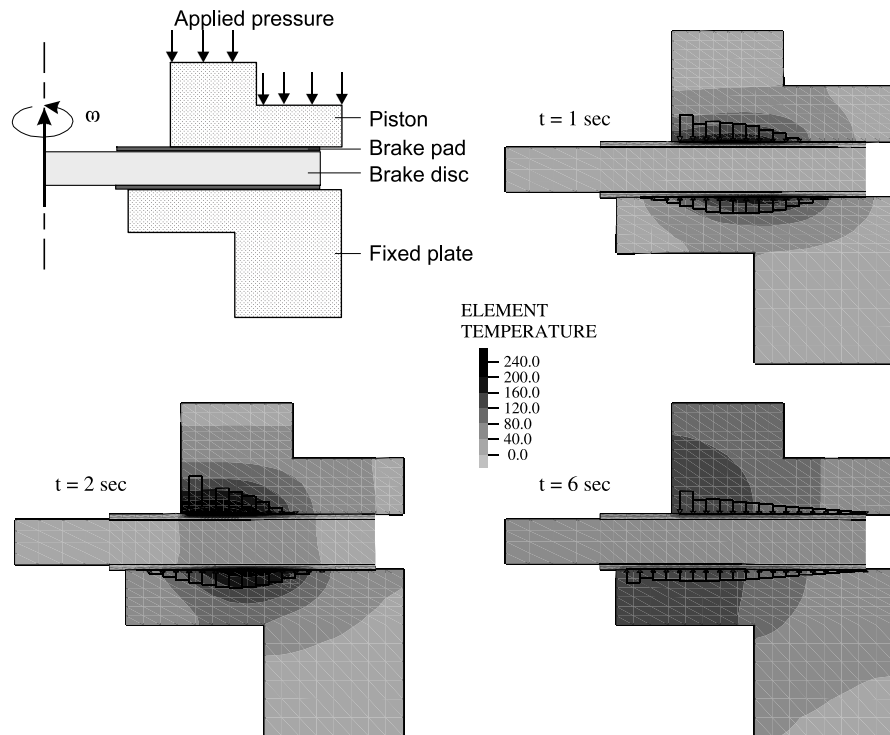 Applied pressure
ω
Piston
Brake pad
Brake disc
Fixed plate
t = 1 sec
ELEMENT
TEMPERATURE
240.0
200.0
160.0
120.0
80.0
40.0
0.0
t = 2 sec
t = 6 sec